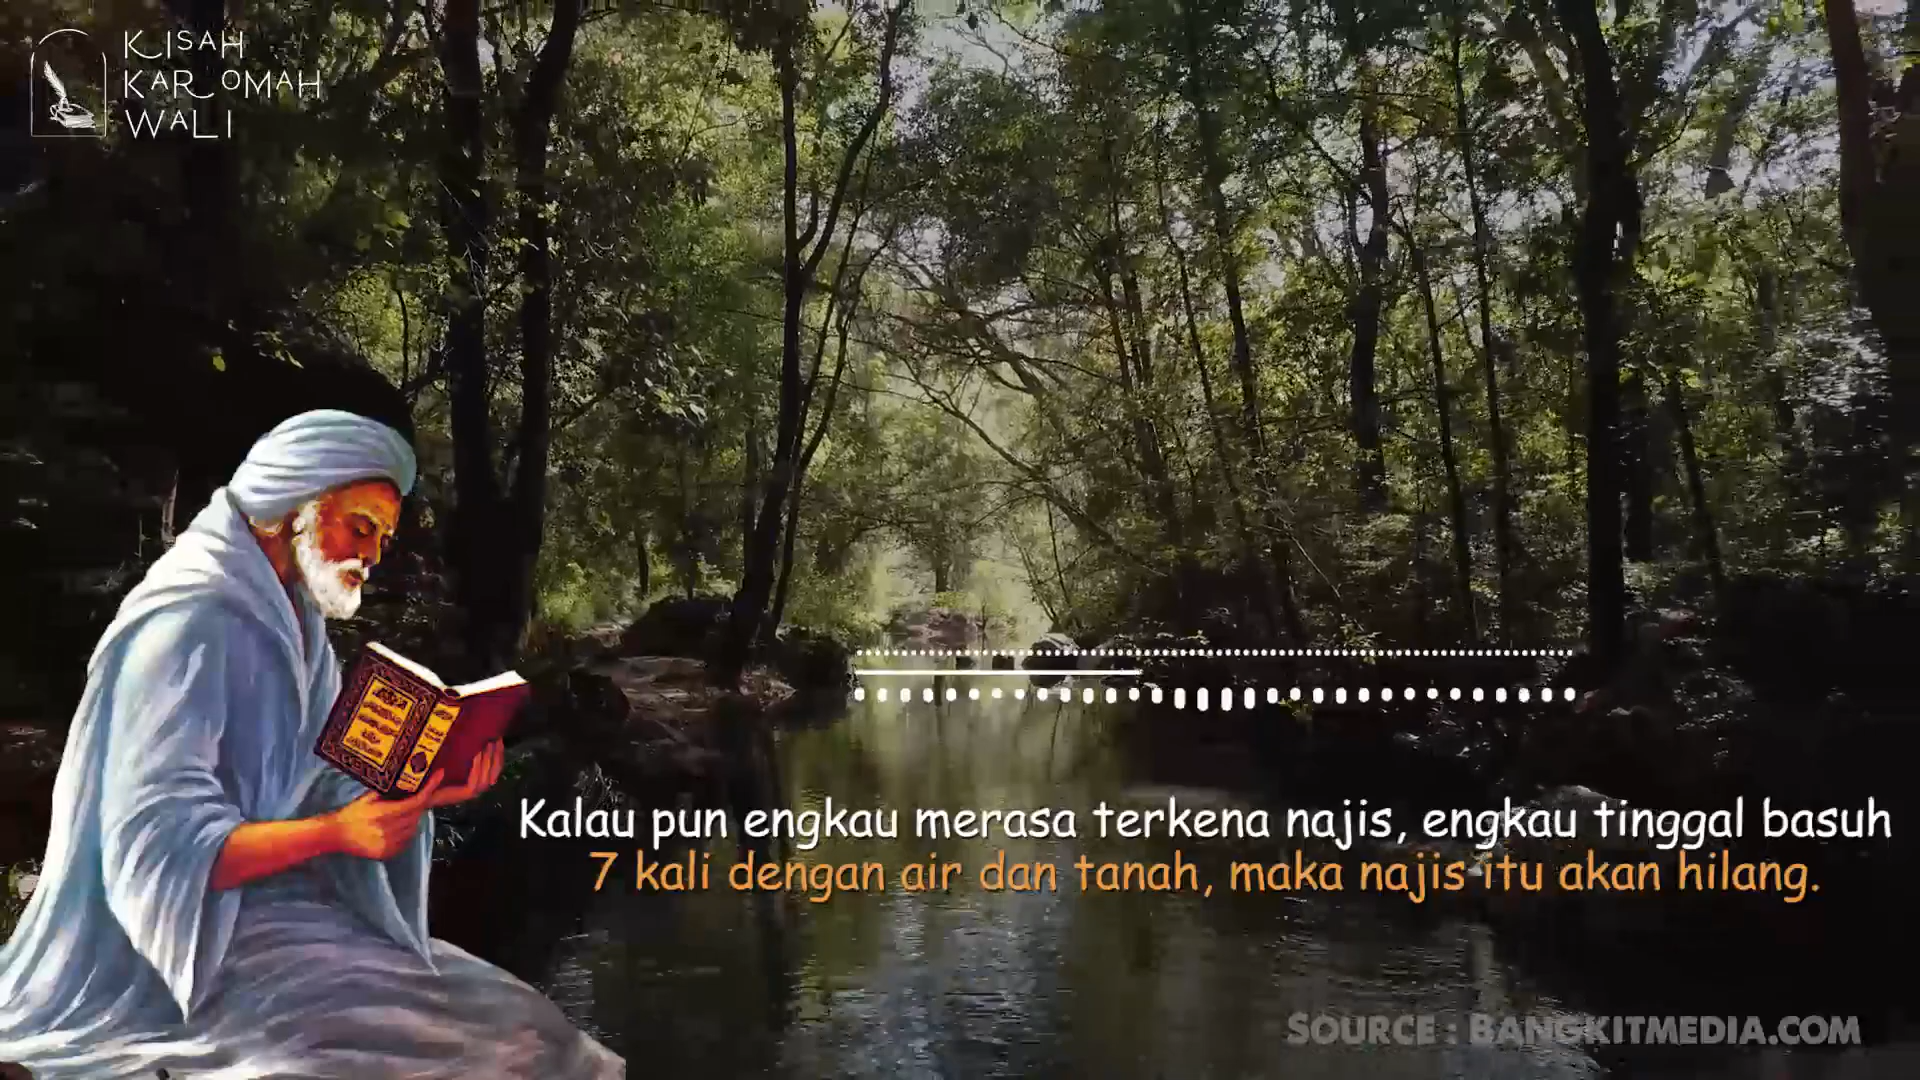 KISAH
KAROMAH
WALI
Kalau pun engkau merasa terkena najis, engkau tinggal basuh
7 kali dengan air dan tanah, maka najis itu akan hilang.
SOURCE : BANGKITMEDIA.COM